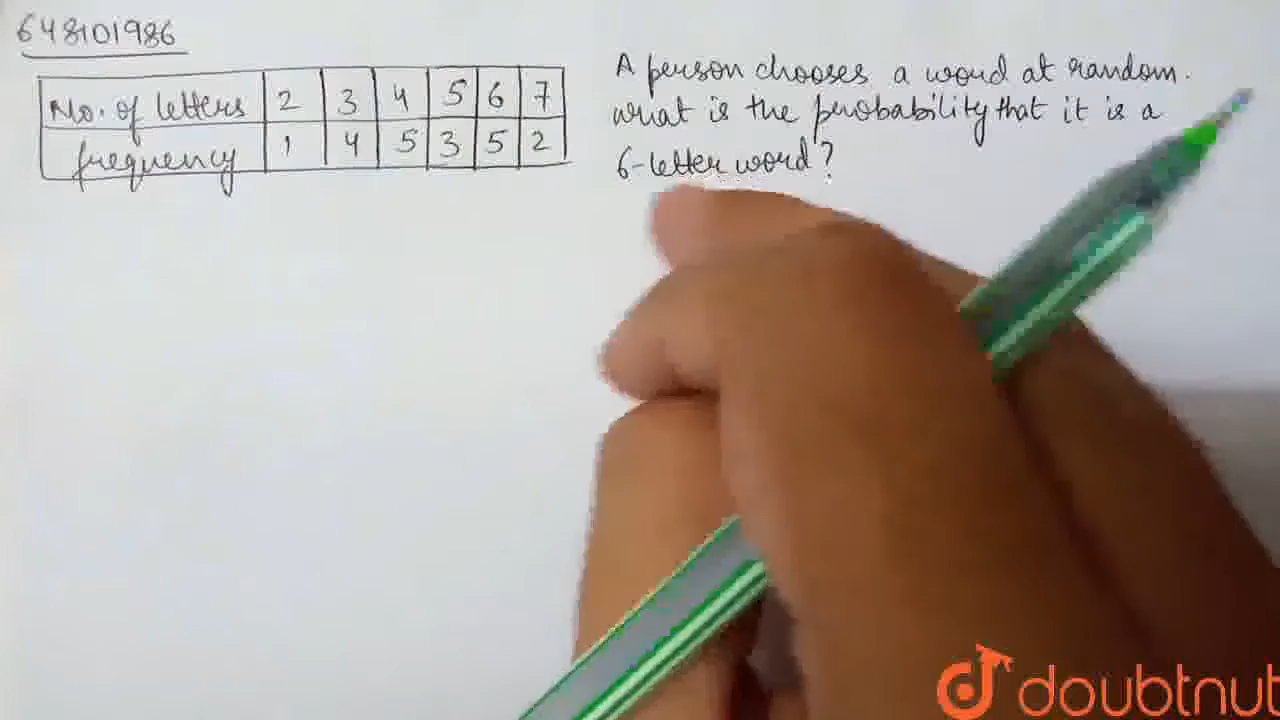 648101986
No. of letters 2 3 4 5 6 7
frequency 1 4 5 3 5 2
A person chooses a word at random.
what is the probability that it is a
6-letter word?
doubtnut